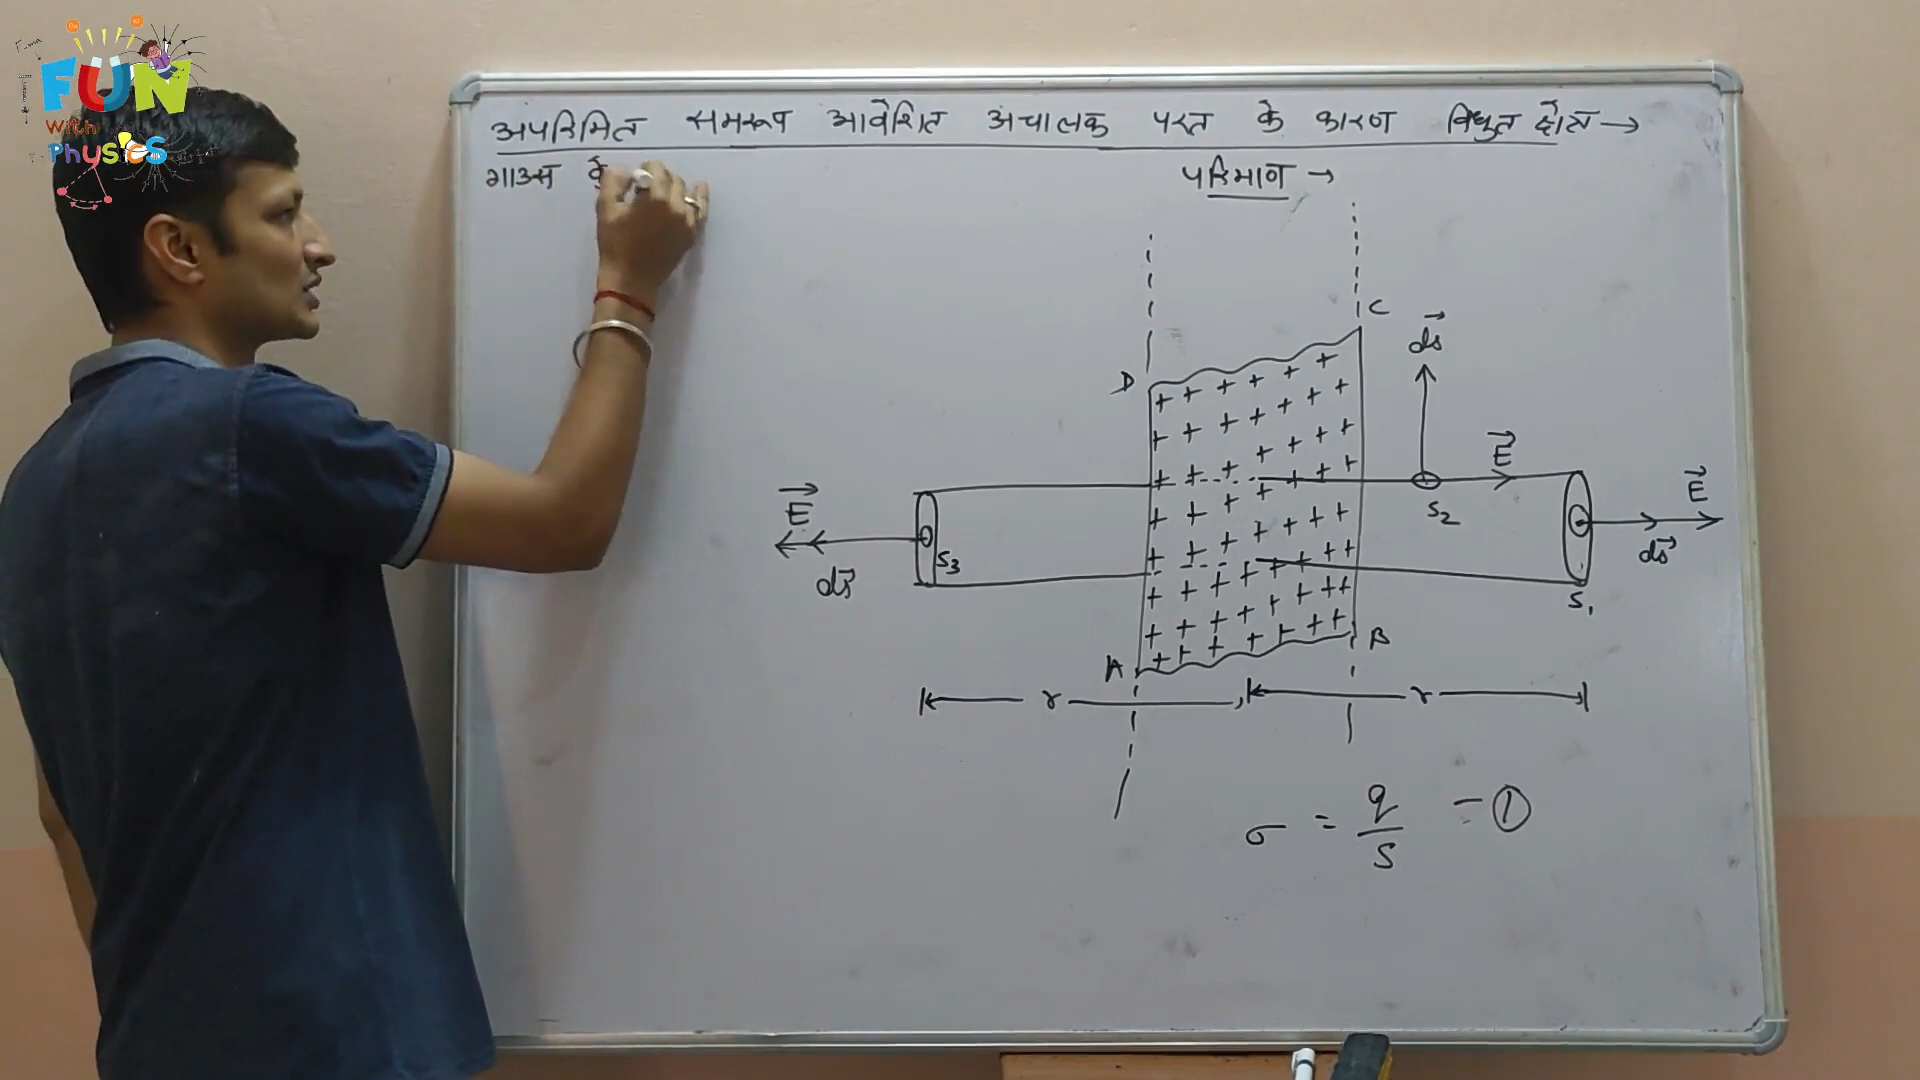 FUN
With
Physics
अपरिमित समरूप आवेशित अचालक परत के कारण विधुत क्षेत्र →
गाउस के
परिमाण →
C
D
ds
E
E
S2
E
S3
ds
ds
S1
A
B
r
r
σ = q/s = ①